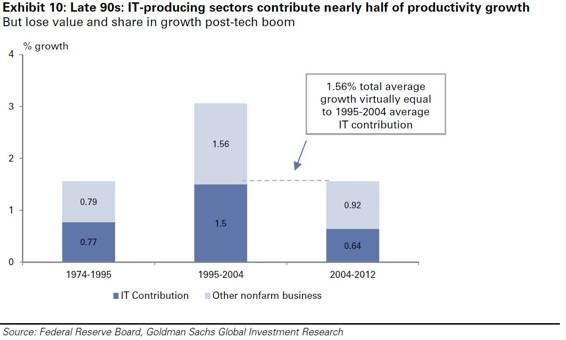 Exhibit 10: Late 90s: IT-producing sectors contribute nearly half of productivity growth
But lose value and share in growth post-tech boom
% growth
4
3
2
1
0
1.56% total average
growth virtually equal
to 1995-2004 average
IT contribution
0.79
0.77
1.56
1.5
0.92
0.64
1974-1995
1995-2004
2004-2012
IT Contribution
Other nonfarm business
Source: Federal Reserve Board, Goldman Sachs Global Investment Research